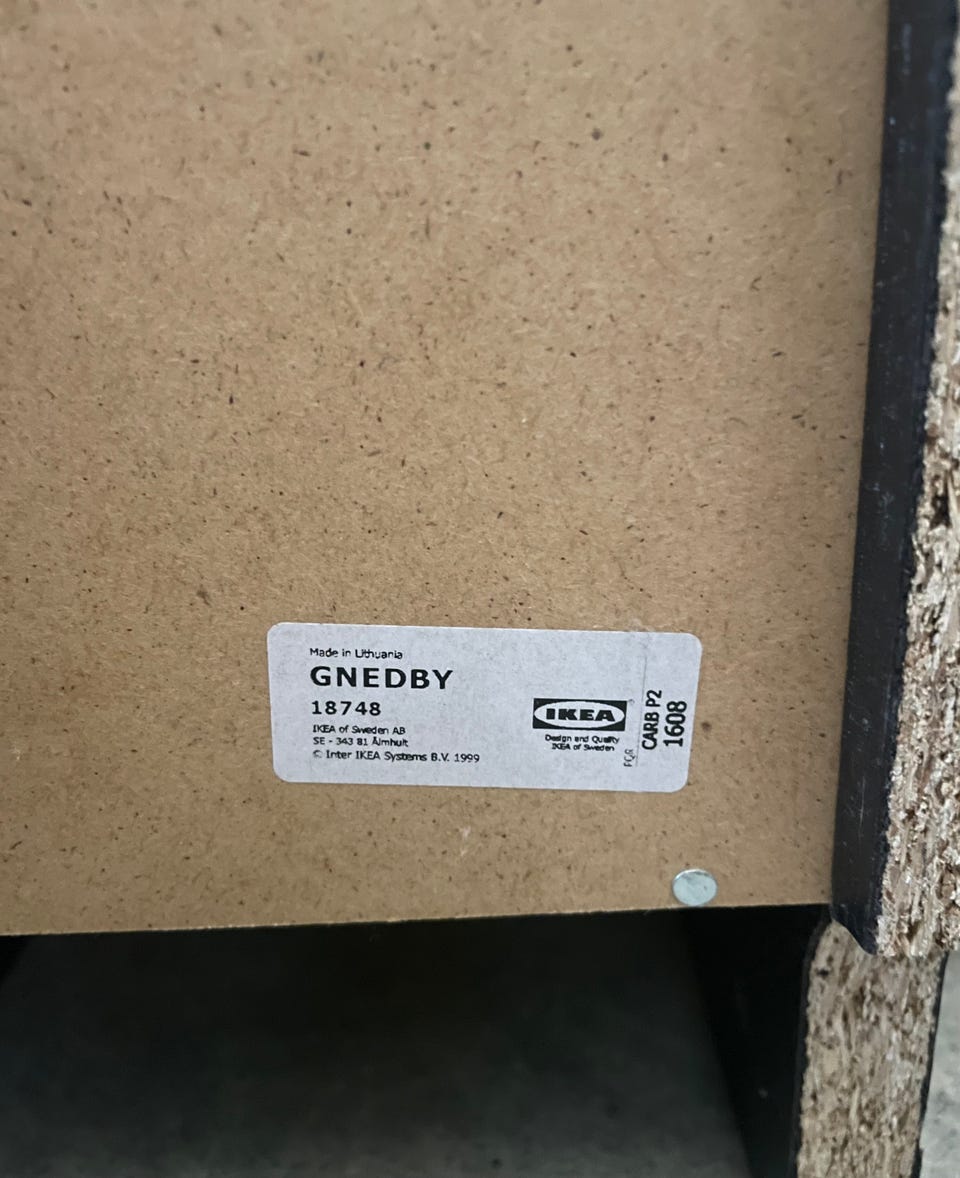 Made in Lithuania
GNEDBY
18748
IKEA of Sweden AB
SE - 343 81 Älmhult
© Inter IKEA Systems B.V. 1999
IKEA
Design and Quality
IKEA of Sweden
CARB P2
1608